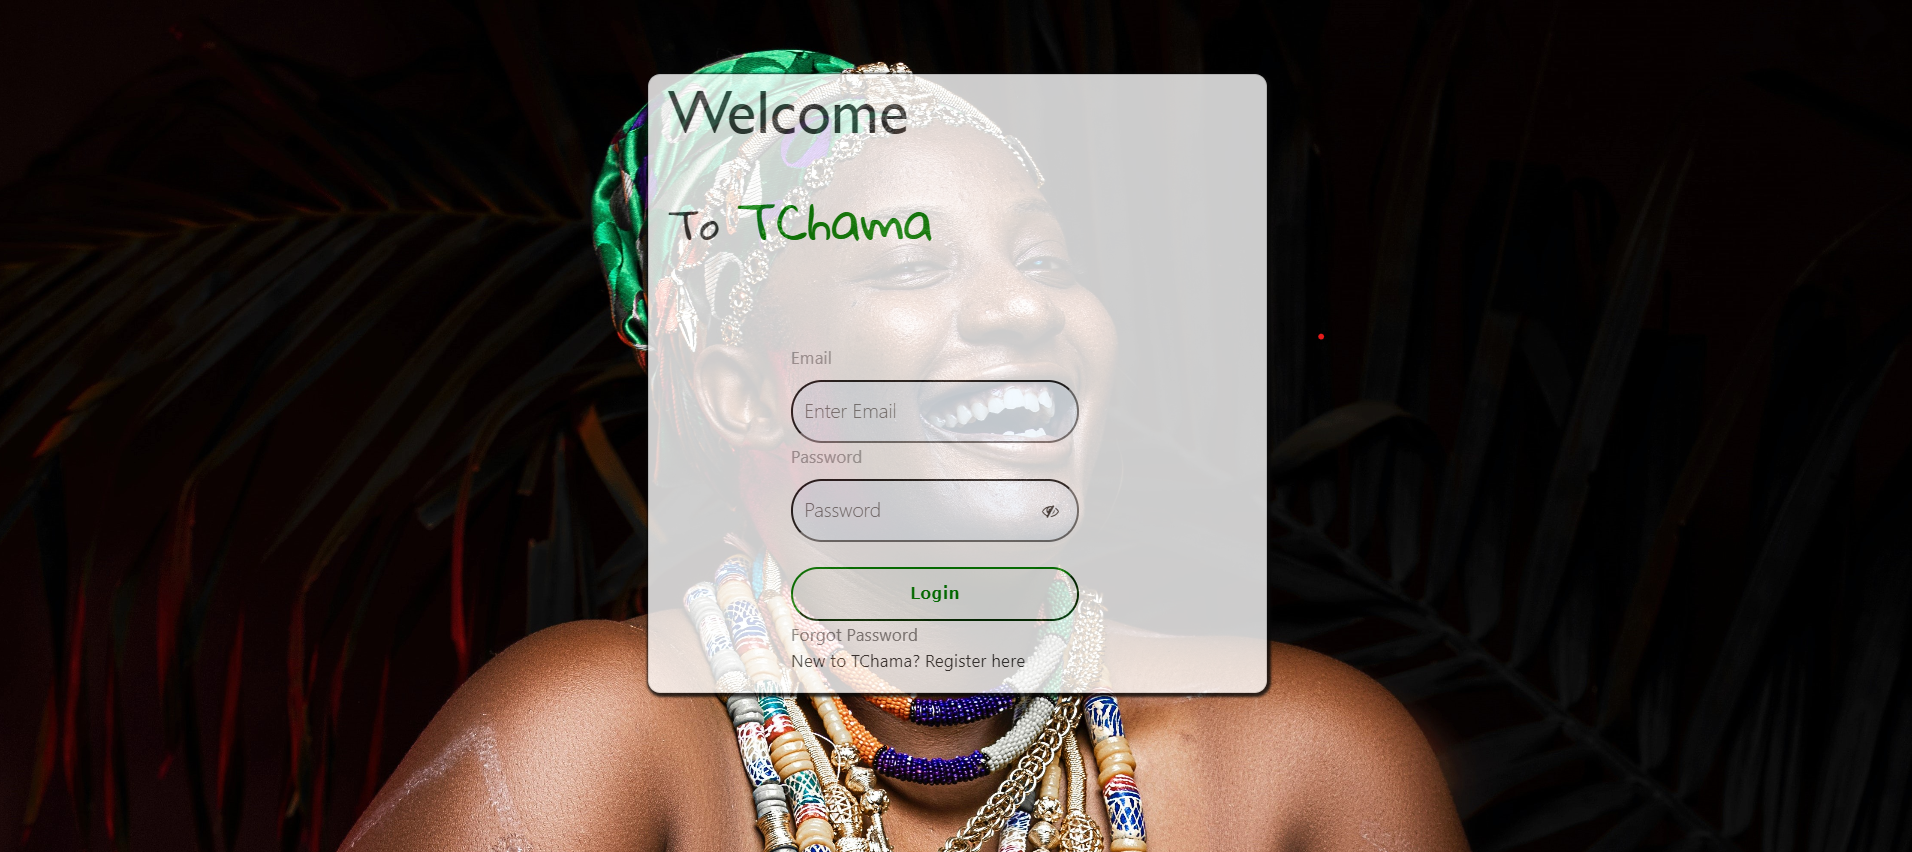 Welcome
To TChama
Email
Enter Email
Password
Password
Login
Forgot Password
New to TChama? Register here